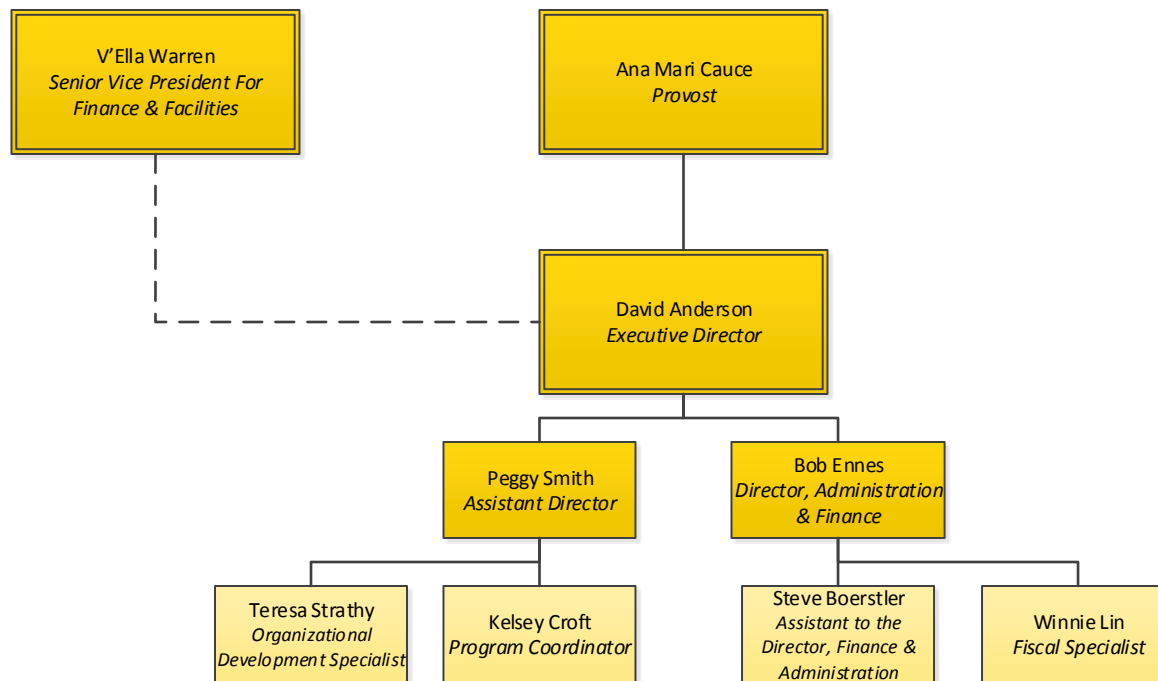 V’Ella Warren
Senior Vice President For
Finance & Facilities
Ana Mari Cauce
Provost
David Anderson
Executive Director
Peggy Smith
Assistant Director
Bob Ennes
Director, Administration
& Finance
Teresa Strathy
Organizational
Development Specialist
Kelsey Croft
Program Coordinator
Steve Boerstler
Assistant to the
Director, Finance &
Administration
Winnie Lin
Fiscal Specialist